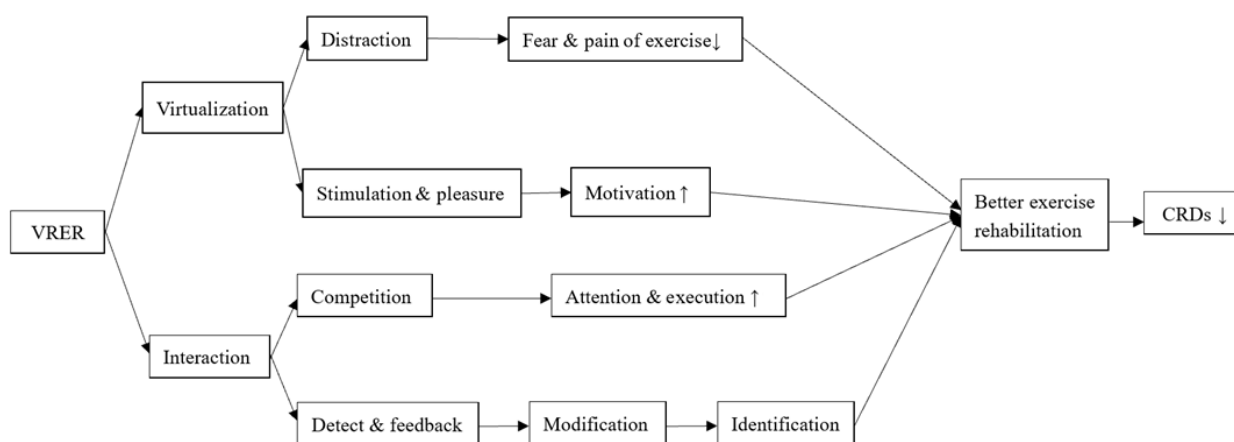 VRER
Virtualization
Distraction
Fear & pain of exercise↓
Stimulation & pleasure
Motivation ↑
Interaction
Competition
Attention & execution ↑
Detect & feedback
Modification
Identification
Better exercise
rehabilitation
CRDs ↓